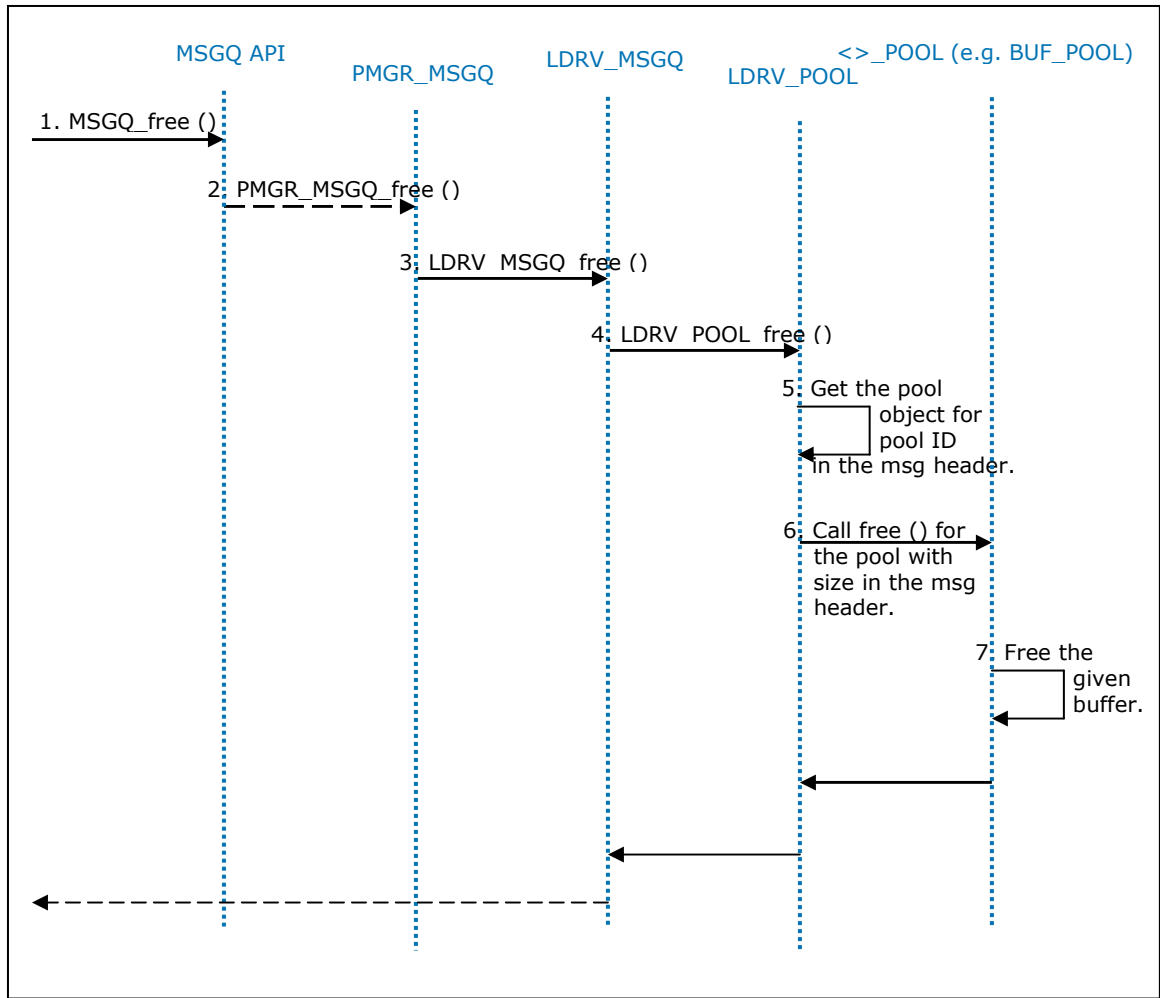 MSGQ API
PMGR_MSGQ
LDRV_MSGQ
LDRV_POOL
<>_POOL (e.g. BUF_POOL)
1. MSGQ_free ()
2. PMGR_MSGQ_free ()
3. LDRV_MSGQ_free ()
4. LDRV_POOL_free ()
5. Get the pool
object for
pool ID
in the msg header.
6. Call free () for
the pool with
size in the msg
header.
7. Free the
given
buffer.